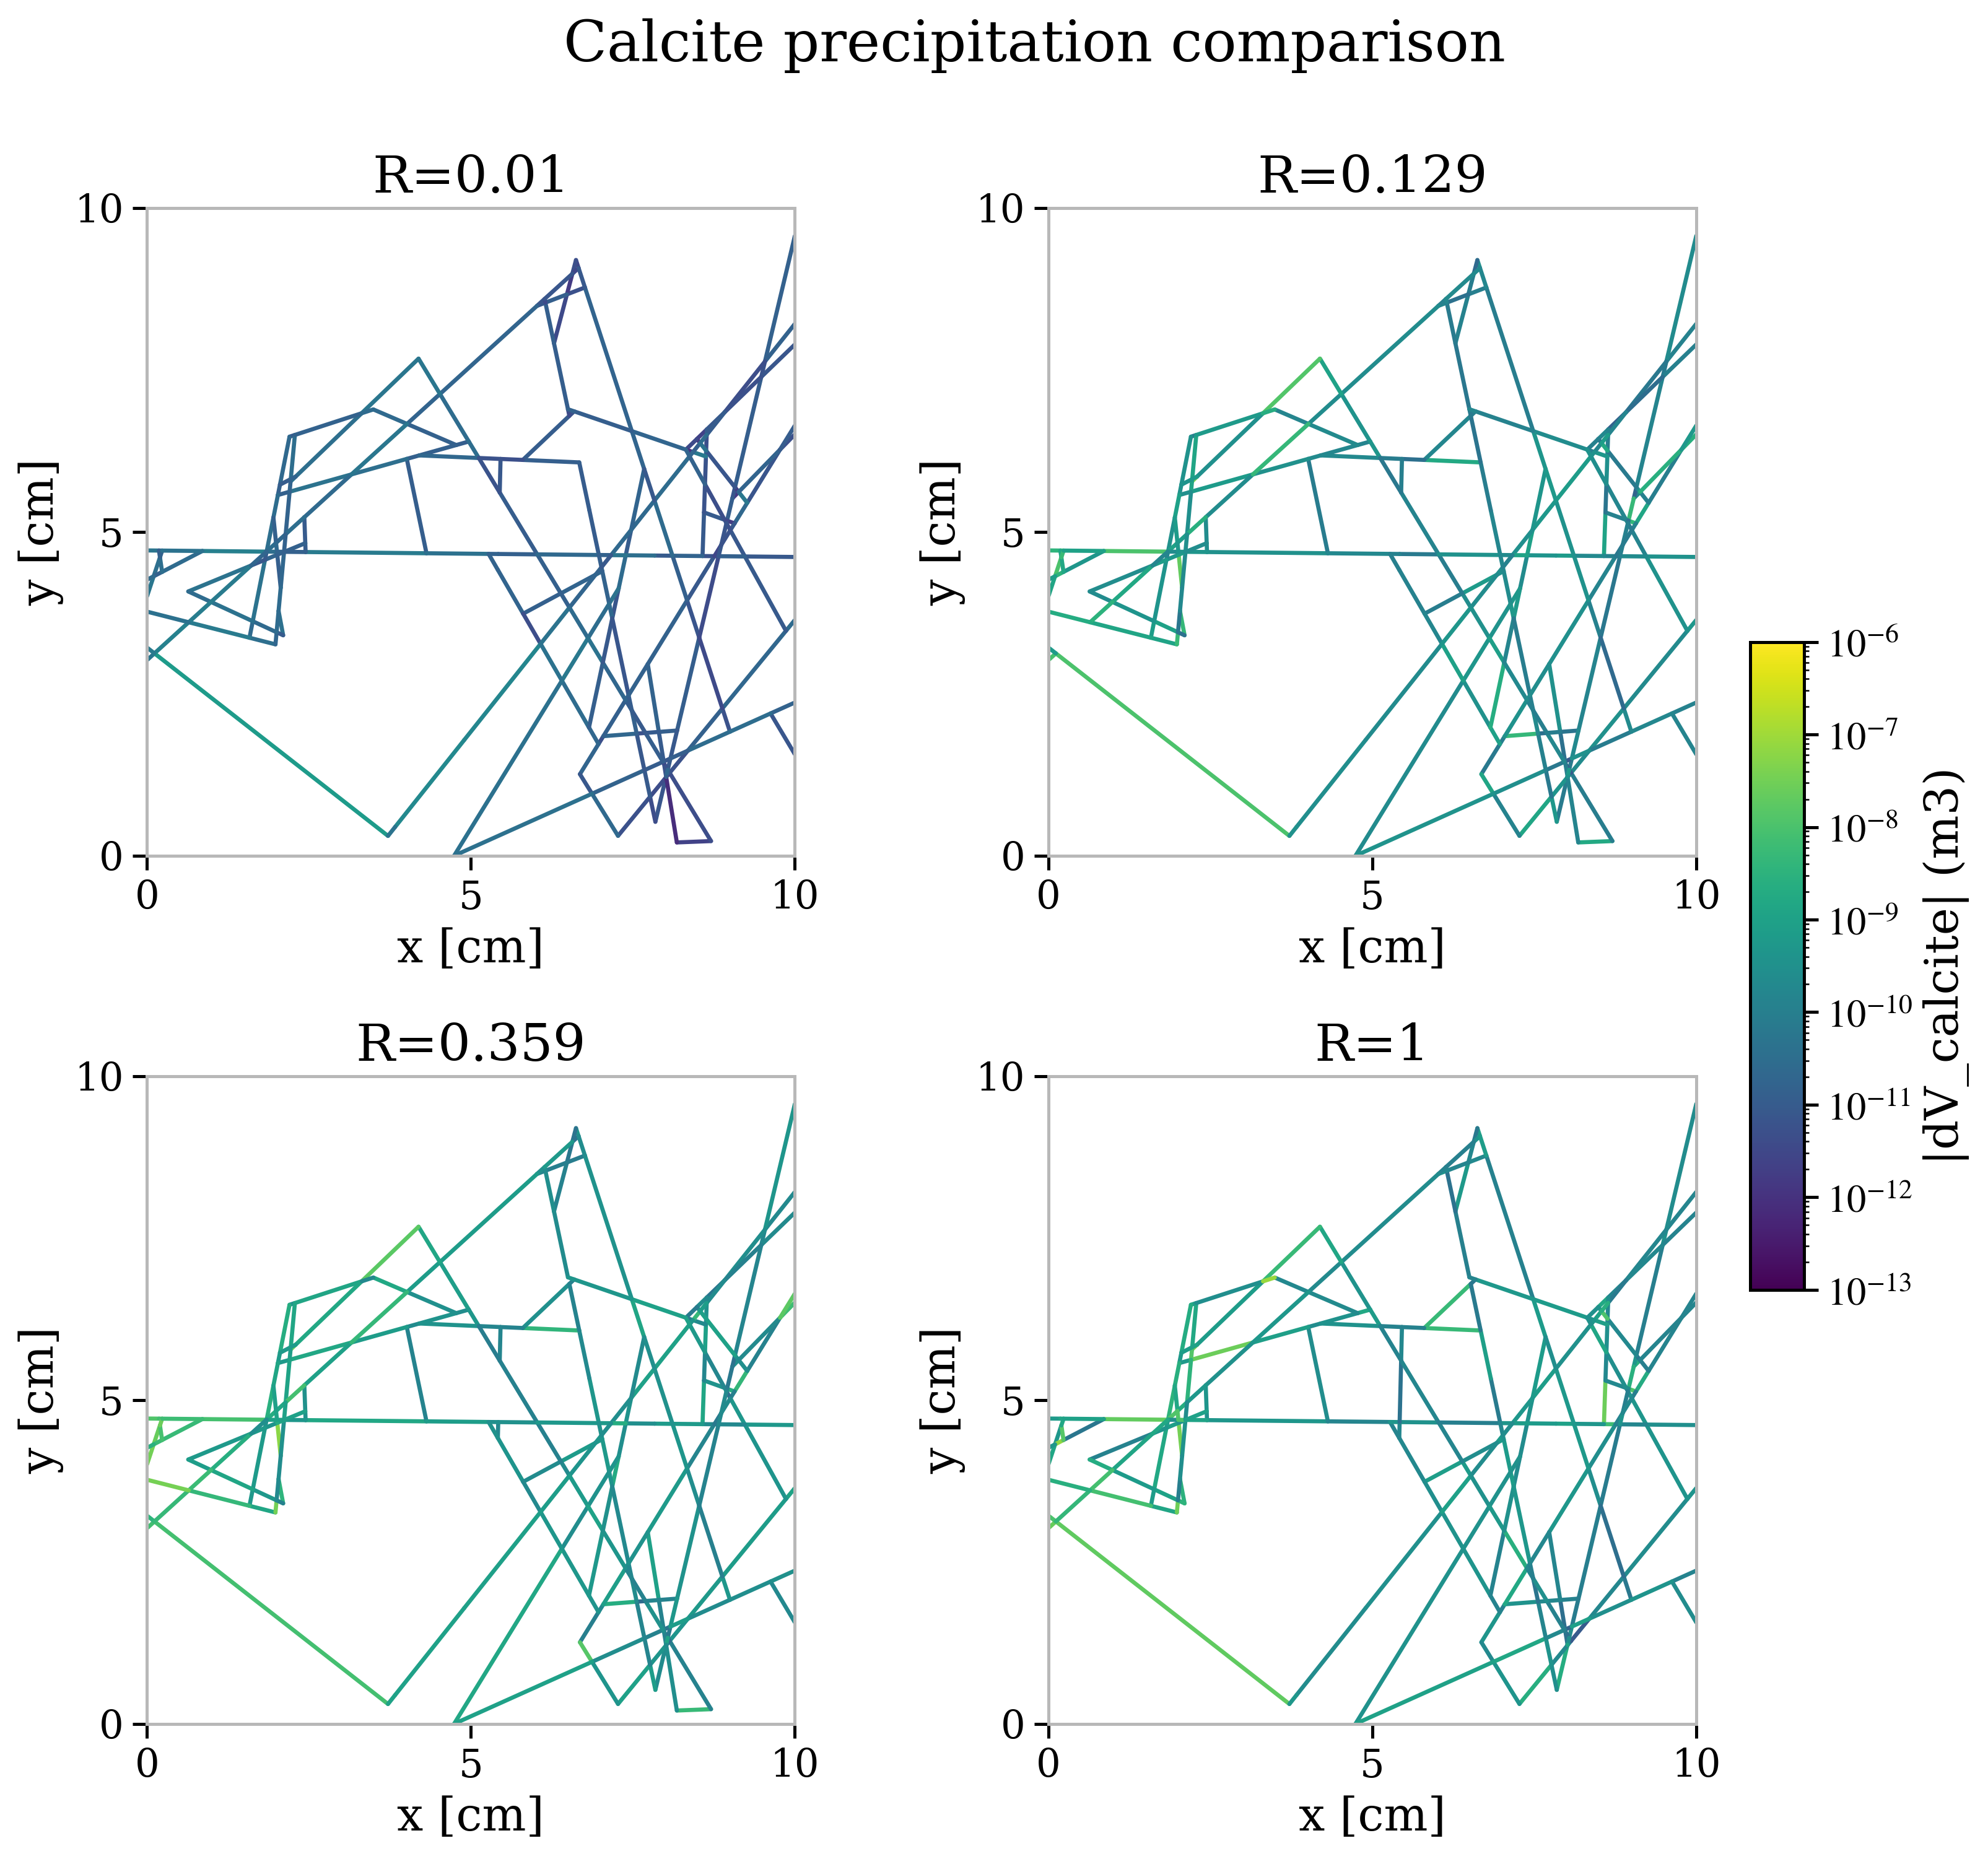 Calcite precipitation comparison
R=0.01
10
5
0
y [cm]
0 5 10
x [cm]
R=0.129
10
5
0
y [cm]
0 5 10
x [cm]
R=0.359
10
5
0
y [cm]
0 5 10
x [cm]
R=1
10
5
0
y [cm]
0 5 10
x [cm]
10⁻⁶
10⁻⁷
10⁻⁸
10⁻⁹
10⁻¹⁰
10⁻¹¹
10⁻¹²
10⁻¹³
|dV_calcite| (m3)